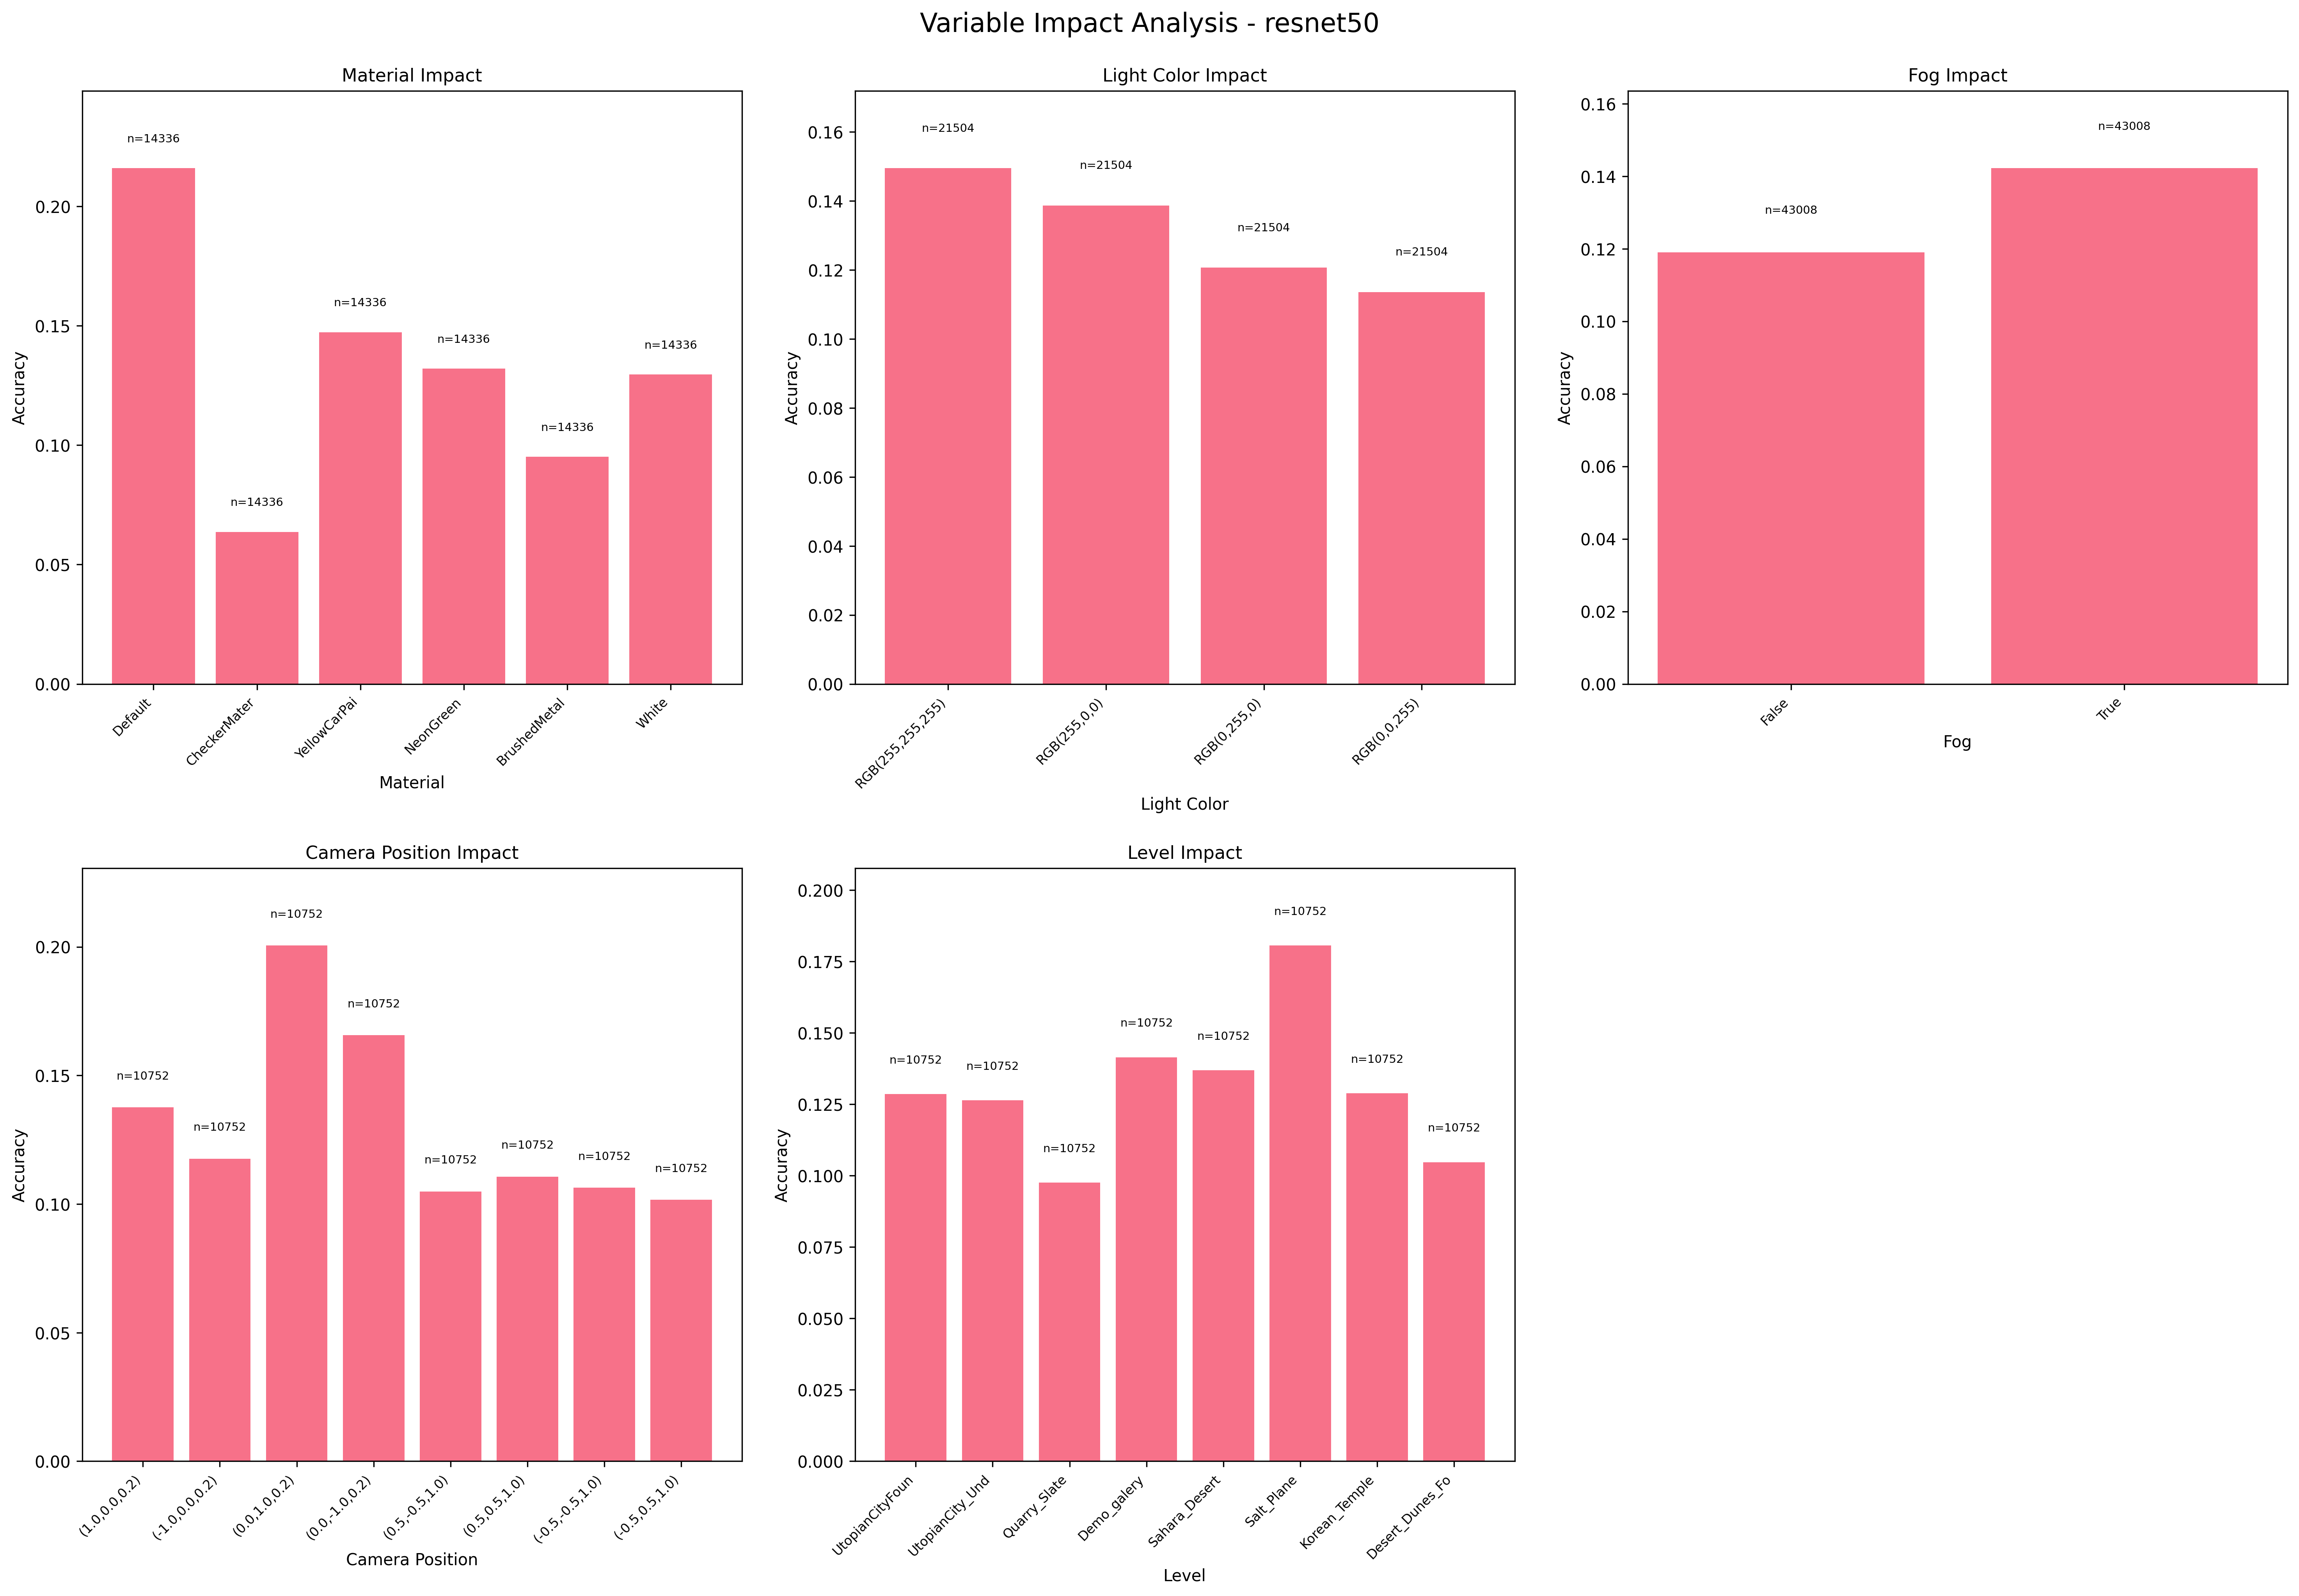 Variable Impact Analysis - resnet50
Material Impact
Accuracy
0.20
0.15
0.10
0.05
0.00
n=14336
n=14336
n=14336
n=14336
n=14336
n=14336
Default
CheckerMater
YellowCarPai
NeonGreen
BrushedMetal
White
Material
Light Color Impact
Accuracy
0.16
0.14
0.12
0.10
0.08
0.06
0.04
0.02
0.00
n=21504
n=21504
n=21504
n=21504
RGB(255,255,255)
RGB(255,0,0)
RGB(0,255,0)
RGB(0,0,255)
Light Color
Fog Impact
Accuracy
0.16
0.14
0.12
0.10
0.08
0.06
0.04
0.02
0.00
n=43008
n=43008
False
True
Fog
Camera Position Impact
Accuracy
0.20
0.15
0.10
0.05
0.00
n=10752
n=10752
n=10752
n=10752
n=10752
n=10752
n=10752
n=10752
(1.0,0.0,0.2)
(-1.0,0.0,0.2)
(0.0,1.0,0.2)
(0.0,-1.0,0.2)
(0.5,-0.5,1.0)
(0.5,0.5,1.0)
(-0.5,-0.5,1.0)
(-0.5,0.5,1.0)
Camera Position
Level Impact
Accuracy
0.200
0.175
0.150
0.125
0.100
0.075
0.050
0.025
0.000
n=10752
n=10752
n=10752
n=10752
n=10752
n=10752
n=10752
n=10752
UtopianCityFoun
UtopianCity_Und
Quarry_Slate
Demo_galery
Sahara_Desert
Salt_Plane
Korean_Temple
Desert_Dunes_Fo
Level